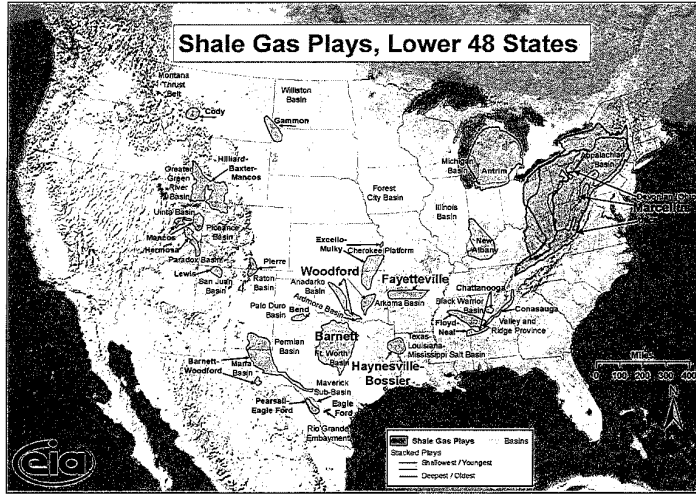 Shale Gas Plays, Lower 48 States
Montana
Thrust
Belt
Cody
Williston
Basin
Gammon
Hilliard-
Baxter-
Mancos
Greater
Green
River
Basin
Uinta Basin
Piceance
Basin
Mancos
Hermosa
Paradox Basin
Lewis
San Juan
Basin
Pierre
Raton
Basin
Forest
City Basin
Illinois
Basin
Michigan
Basin
Antrim
Appalachian
Basin
Marcellus
New
Albany
Excello-
Mulky
Cherokee Platform
Woodford
Anadarko
Basin
Ardmore Basin
Fayetteville
Arkoma Basin
Palo Duro
Basin
Bend
Chattanooga
Black Warrior
Basin
Conasauga
Floyd-
Neal
Valley and
Ridge Province
Barnett
Ft. Worth
Basin
Permian
Basin
Texas-
Louisiana-
Mississippi Salt Basin
Haynesville-
Bossier
Barnett-
Woodford
Marfa
Basin
Maverick
Sub-Basin
Pearsall-
Eagle Ford
Eagle
Ford
Rio Grande
Embayment
Miles
0 100 200 300 400
N
Shale Gas Plays
Basins
Stacked Plays
Shallowest / Youngest
Deepest / Oldest
eia